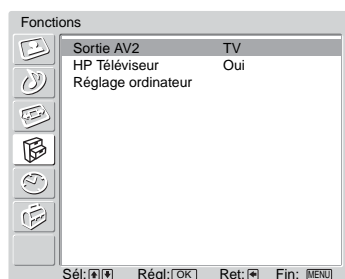 Fonctions
Sortie AV2 TV
HP Téléviseur Oui
Réglage ordinateur
Sél: Régl: OK Ret: Fin: MENU